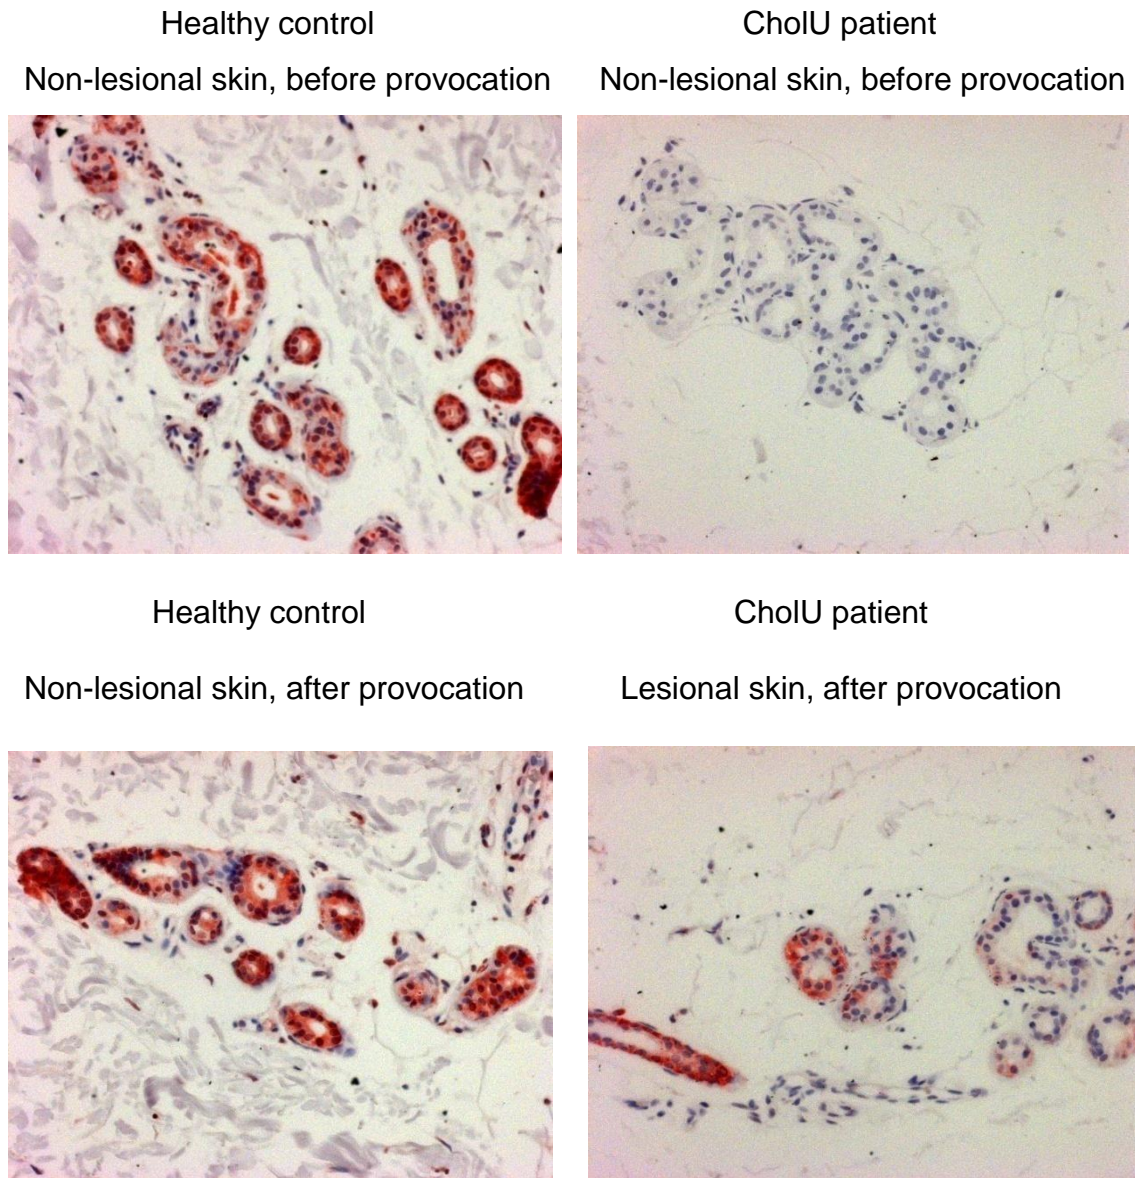 Healthy control
CholU patient
Non-lesional skin, before provocation
Non-lesional skin, before provocation
Healthy control
CholU patient
Non-lesional skin, after provocation
Lesional skin, after provocation